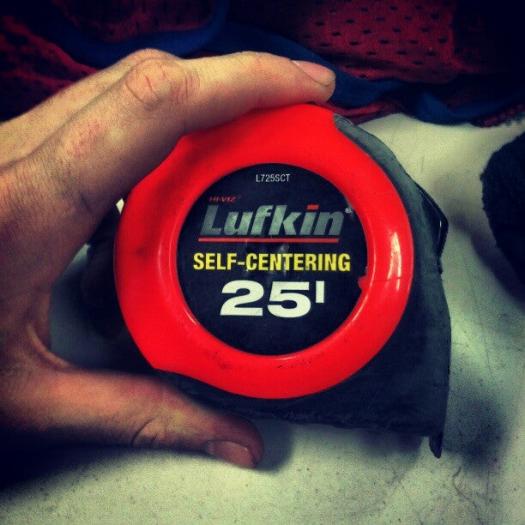 L725SCT
HI-VIZ
Lufkin
SELF-CENTERING
25'